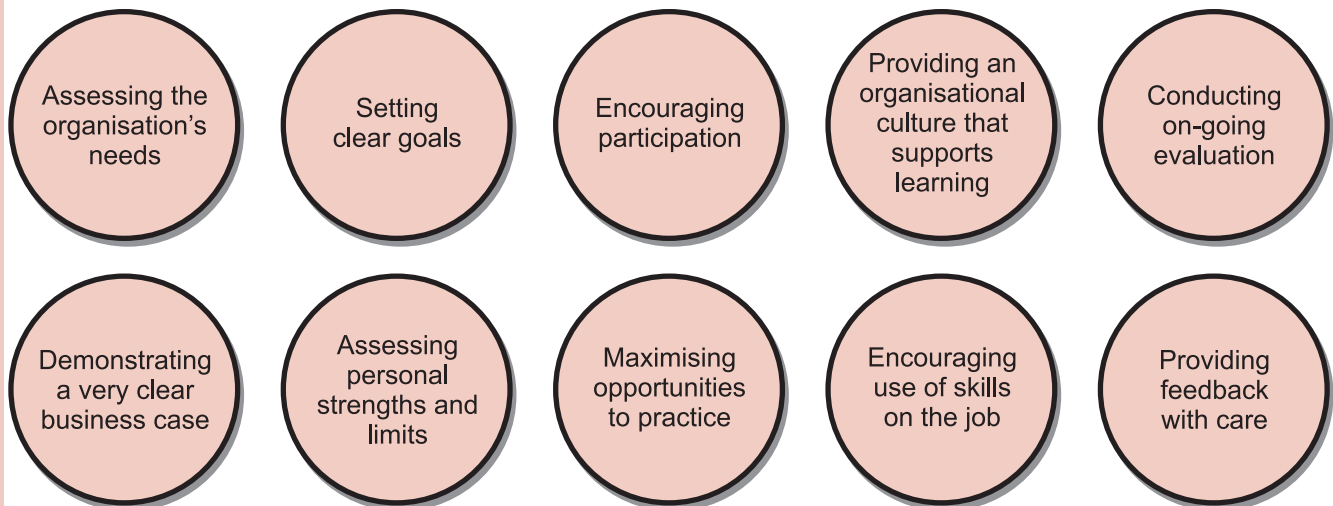 Assessing the
organisation's
needs
Setting
clear goals
Encouraging
participation
Providing an
organisational
culture that
supports
learning
Conducting
on-going
evaluation
Demonstrating
a very clear
business case
Assessing
personal
strengths and
limits
Maximising
opportunities
to practice
Encouraging
use of skills
on the job
Providing
feedback
with care